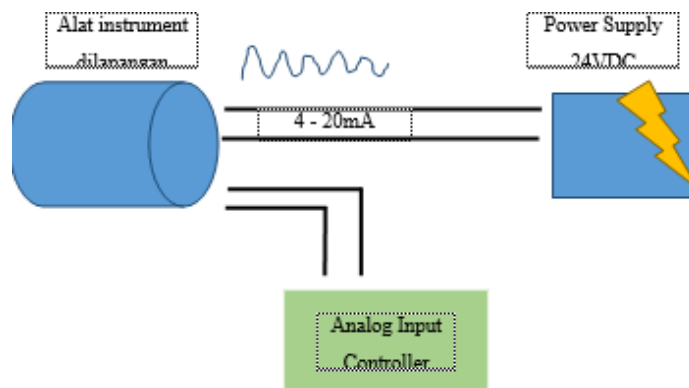 Alat instrument
dilapangan
Power Supply
24VDC
4 - 20mA
Analog Input
Controller